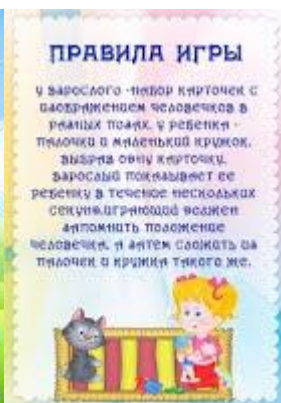 ПРАВИЛА ИГРЫ
У ВЗРОСЛОГО -НАБОР КАРТОЧЕК С
ИЗОБРАЖЕНИЕМ ЧЕЛОВЕЧКОВ В
РАЗНЫХ ПОЗАХ. У РЕБЕНКА -
ПАЛОЧКИ И МАЛЕНЬКИЙ КРУЖОК.
ВЫБРАВ ОДНУ КАРТОЧКУ,
ВЗРОСЛЫЙ ПОКАЗЫВАЕТ ЕЕ
РЕБЕНКУ В ТЕЧЕНИЕ НЕСКОЛЬКИХ
СЕКУНД.ИГРАЮЩИЙ ДОЛЖЕН
ЗАПОМНИТЬ ПОЛОЖЕНИЕ
ЧЕЛОВЕЧКА, А ЗАТЕМ СЛОЖИТЬ ИЗ
ПАЛОЧЕК И КРУЖКА ТАКОГО ЖЕ.